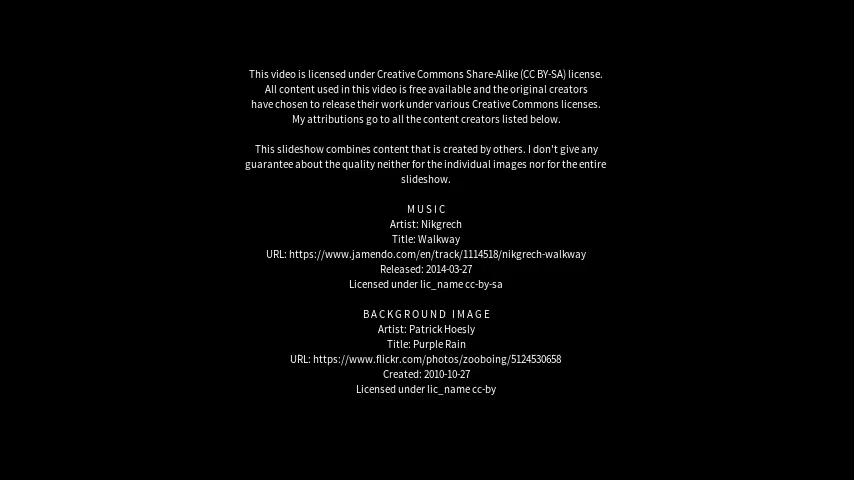 This video is licensed under Creative Commons Share-Alike (CC BY-SA) license.
All content used in this video is free available and the original creators
have chosen to release their work under various Creative Commons licenses.
My attributions go to all the content creators listed below.
This slideshow combines content that is created by others. I don't give any
guarantee about the quality neither for the individual images nor for the entire
slideshow.
MUSIC
Artist: Nikgrech
Title: Walkway
URL: https://www.jamendo.com/en/track/1114518/nikgrech-walkway
Released: 2014-03-27
Licensed under lic_name cc-by-sa
BACKGROUND IMAGE
Artist: Patrick Hoesly
Title: Purple Rain
URL: https://www.flickr.com/photos/zooboing/5124530658
Created: 2010-10-27
Licensed under lic_name cc-by